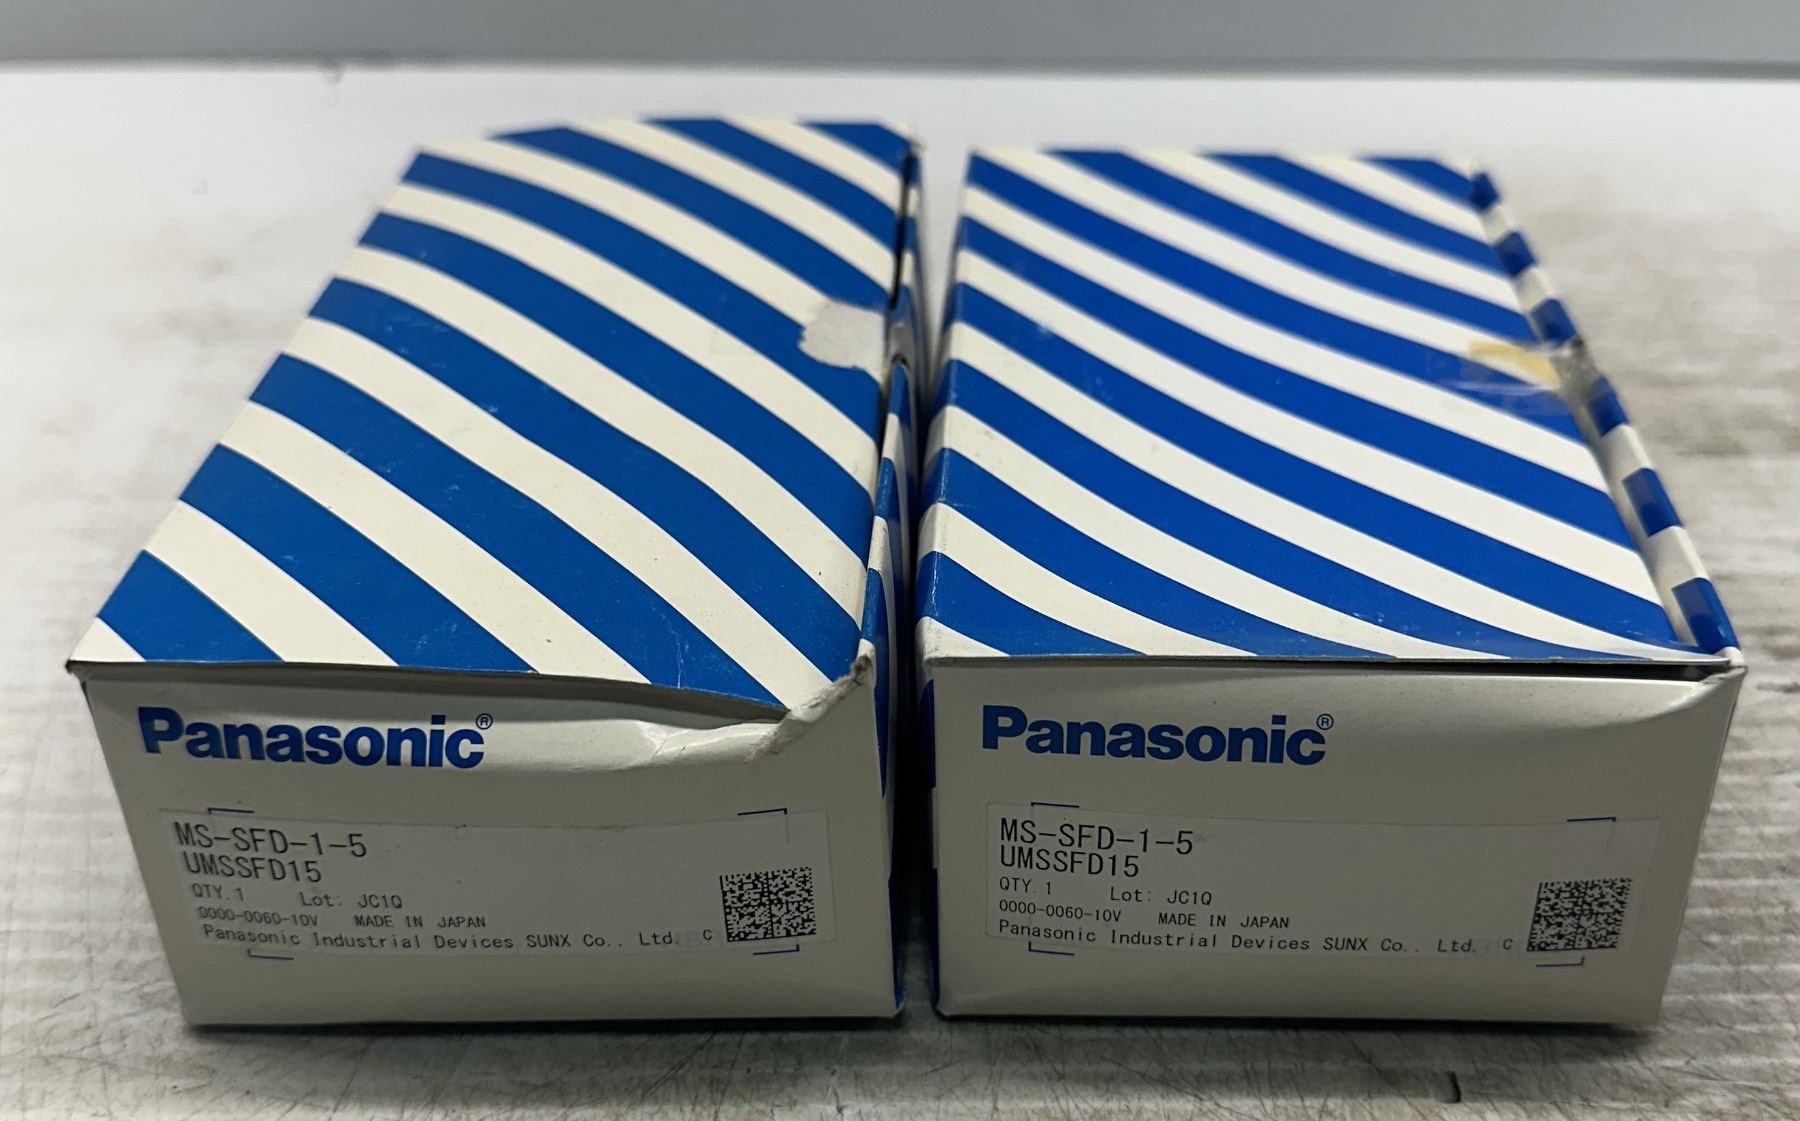 Panasonic®
MS-SFD-1-5
UMSSFD15
QTY.1 Lot: JC1Q
0000-0060-10V MADE IN JAPAN
Panasonic Industrial Devices SUNX Co., Ltd. C
Panasonic®
MS-SFD-1-5
UMSSFD15
QTY.1 Lot: JC1Q
0000-0060-10V MADE IN JAPAN
Panasonic Industrial Devices SUNX Co., Ltd. C